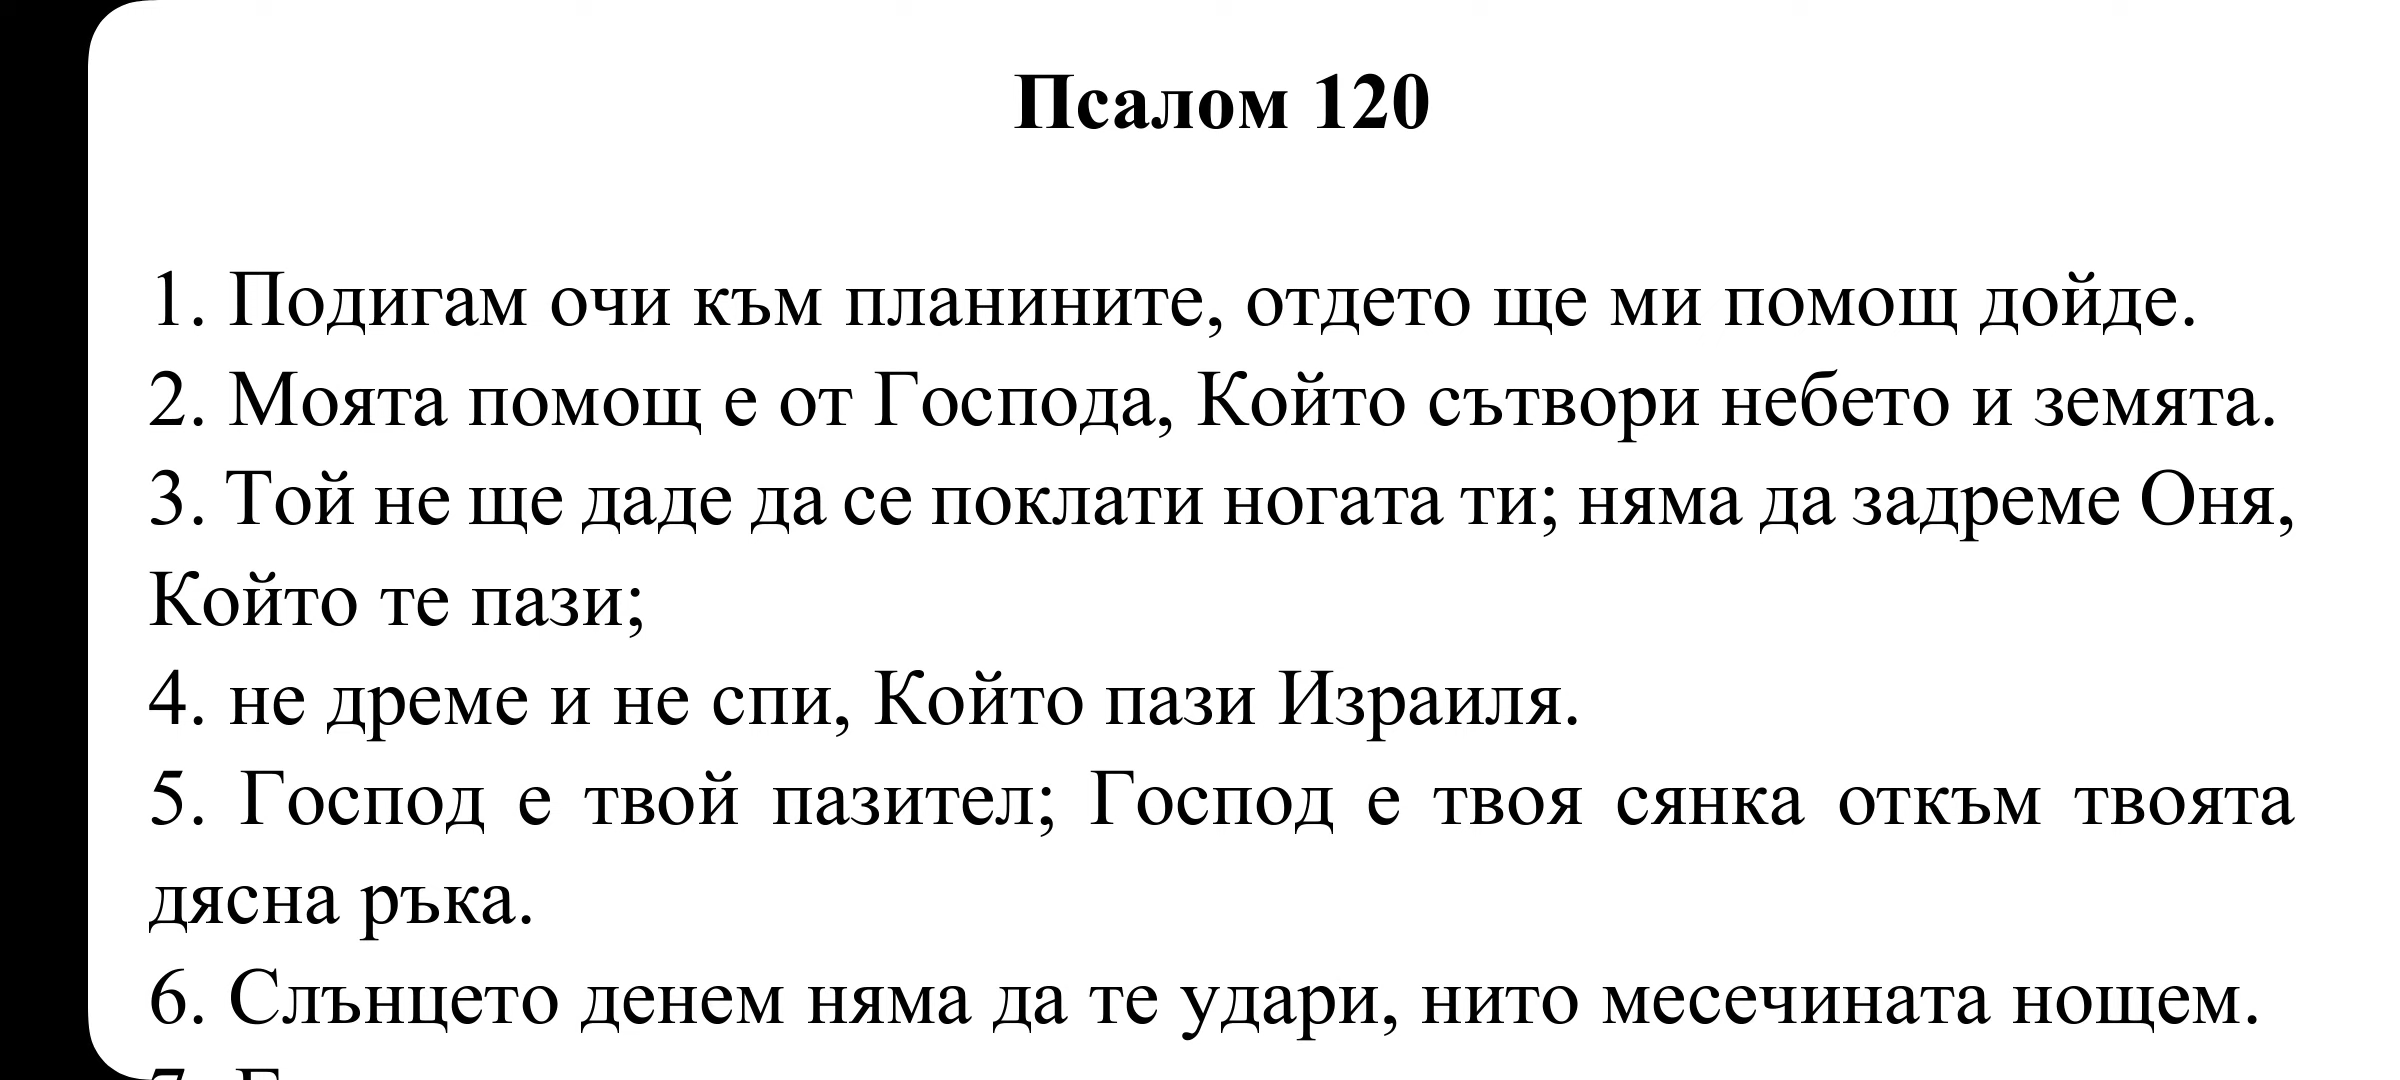 Псалом 120
1. Подигам очи към планините, отдето ще ми помощ дойде.
2. Моята помощ е от Господа, Който сътвори небето и земята.
3. Той не ще даде да се поклати ногата ти; няма да задреме Оня,
Който те пази;
4. не дреме и не спи, Който пази Израиля.
5. Господ е твой пазител; Господ е твоя сянка откъм твоята
дясна ръка.
6. Слънцето денем няма да те удари, нито месечината нощем.
7.